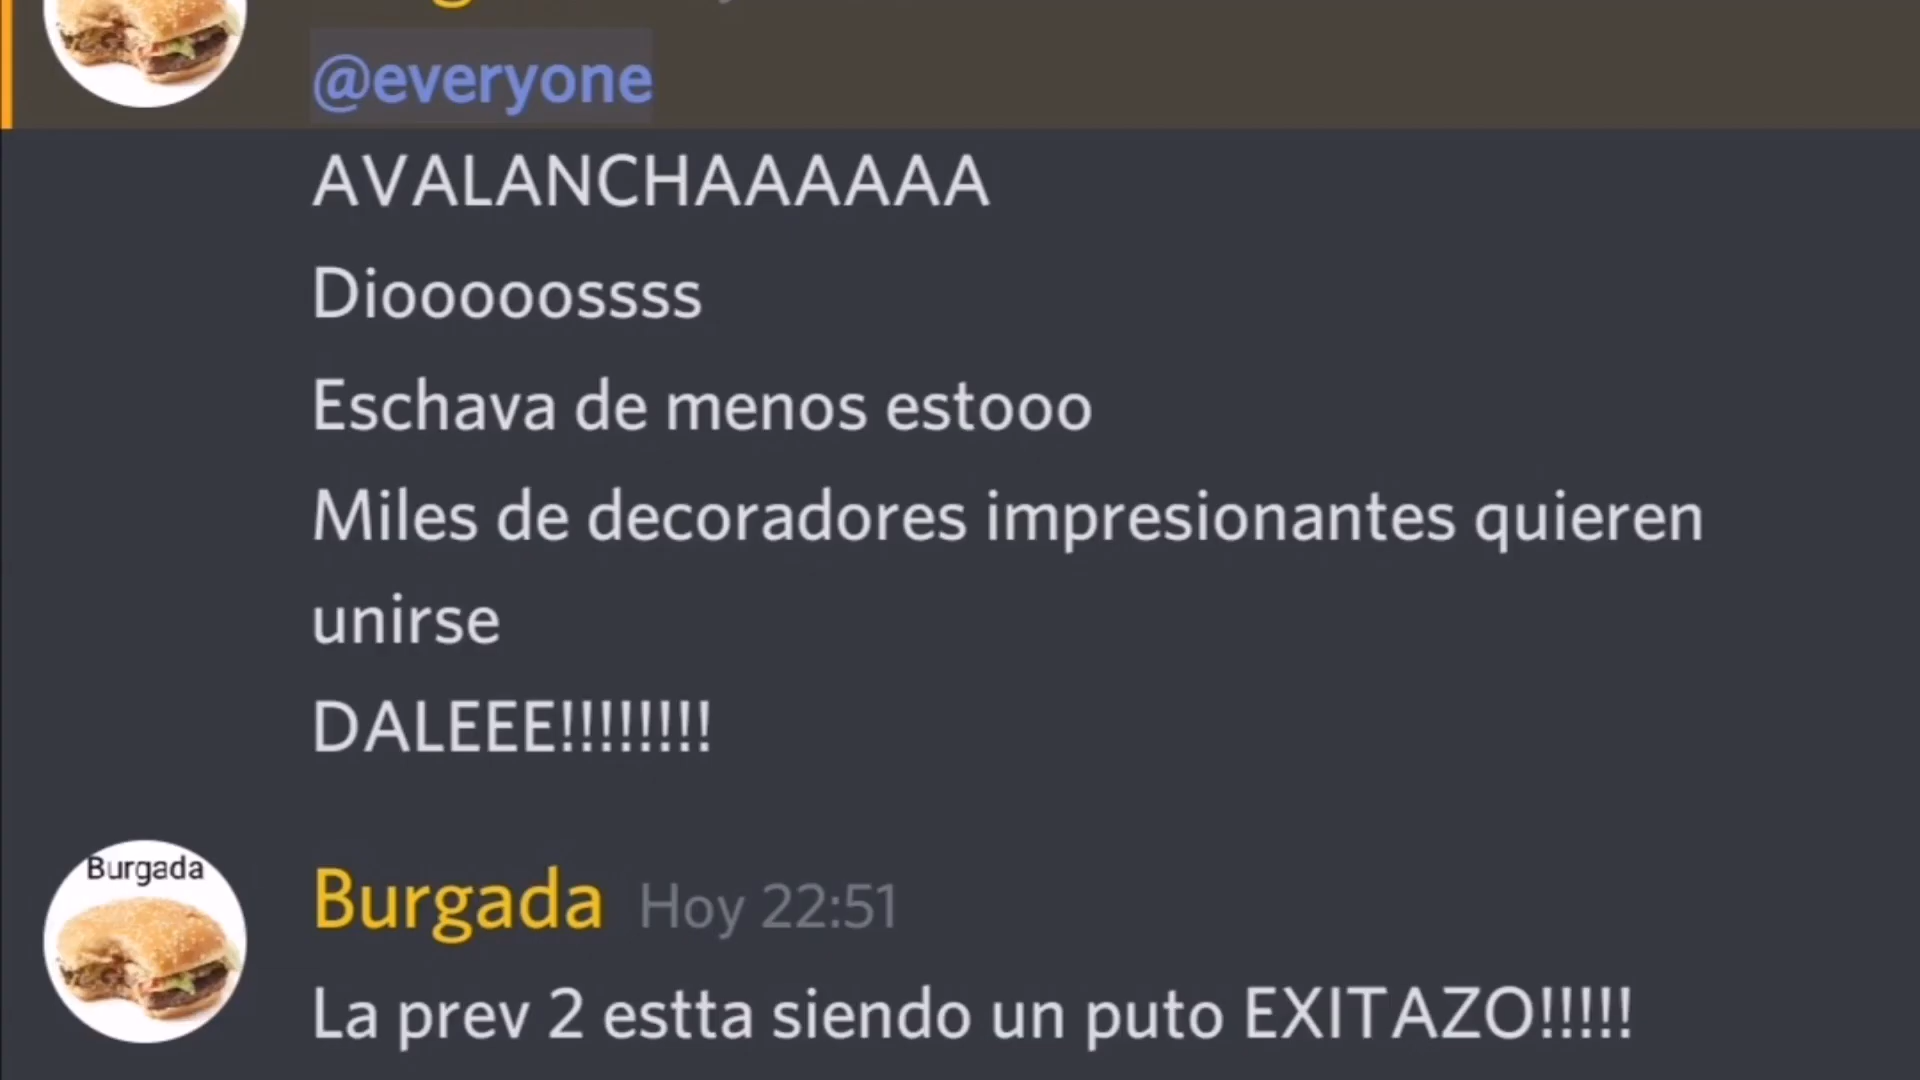 @everyone
AVALANCHAAAAAA
Diooooossss
Eschava de menos estooo
Miles de decoradores impresionantes quieren
unirse
DALEEE!!!!!!!!
Burgada
Burgada Hoy 22:51
La prev 2 estta siendo un puto EXITAZO!!!!!